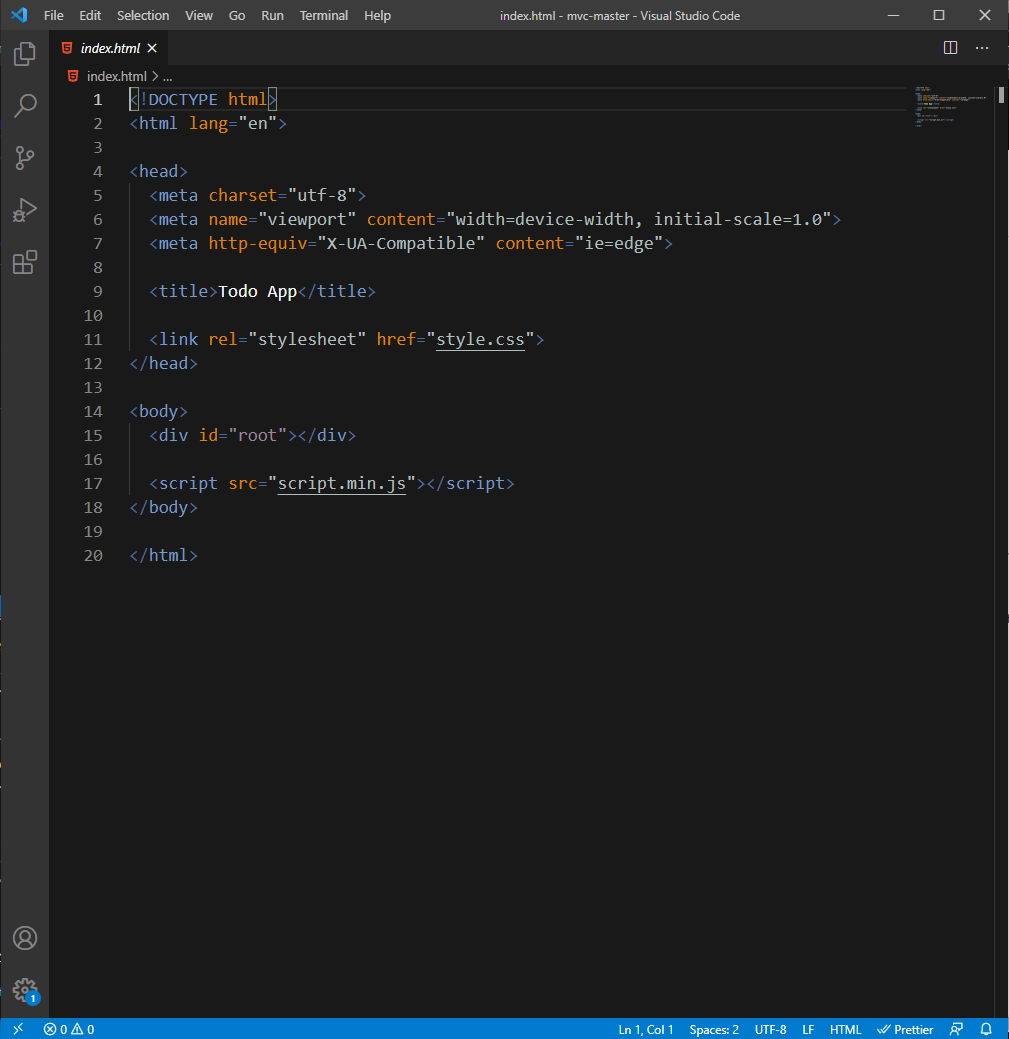 File Edit Selection View Go Run Terminal Help index.html - mvc-master - Visual Studio Code
index.html
index.html > ...
1 <!DOCTYPE html>
2 <html lang="en">
3
4 <head>
5 <meta charset="utf-8">
6 <meta name="viewport" content="width=device-width, initial-scale=1.0">
7 <meta http-equiv="X-UA-Compatible" content="ie=edge">
8
9 <title>Todo App</title>
10
11 <link rel="stylesheet" href="style.css">
12 </head>
13
14 <body>
15 <div id="root"></div>
16
17 <script src="script.min.js"></script>
18 </body>
19
20 </html>
1
0 0 Ln 1, Col 1 Spaces: 2 UTF-8 LF HTML Prettier